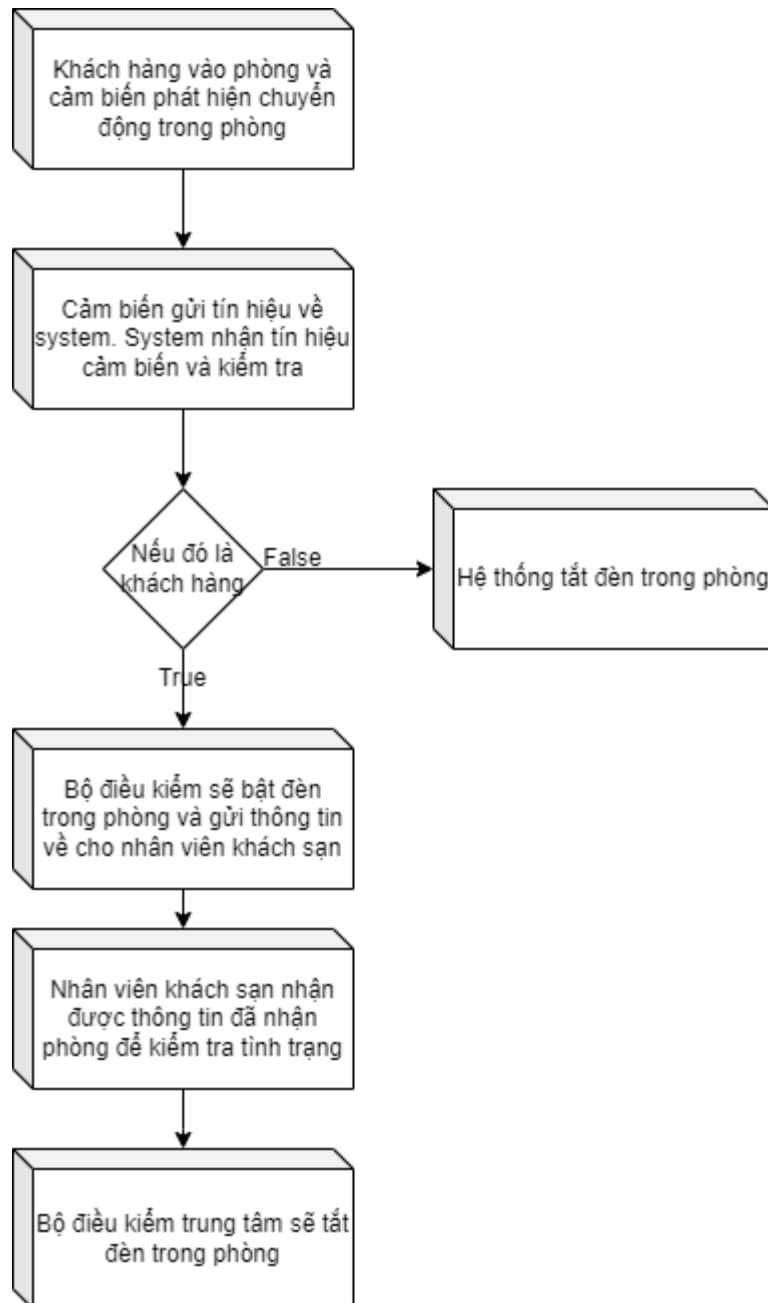 Khách hàng vào phòng và
cảm biến phát hiện chuyển
động trong phòng
Cảm biến gửi tín hiệu về
system. System nhận tín hiệu
cảm biến và kiểm tra
Nếu đó là
khách hàng
False
Hệ thống tắt đèn trong phòng
True
Bộ điều kiểm sẽ bật đèn
trong phòng và gửi thông tin
về cho nhân viên khách sạn
Nhân viên khách sạn nhận
được thông tin đã nhận
phòng để kiểm tra tình trạng
Bộ điều kiểm trung tâm sẽ tắt
đèn trong phòng